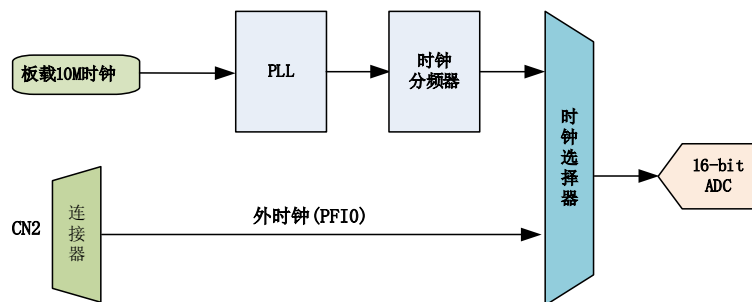 板载10M时钟
PLL
时钟
分频器
时钟选择器
16-bit
ADC
CN2
连接器
外时钟(PFI0)